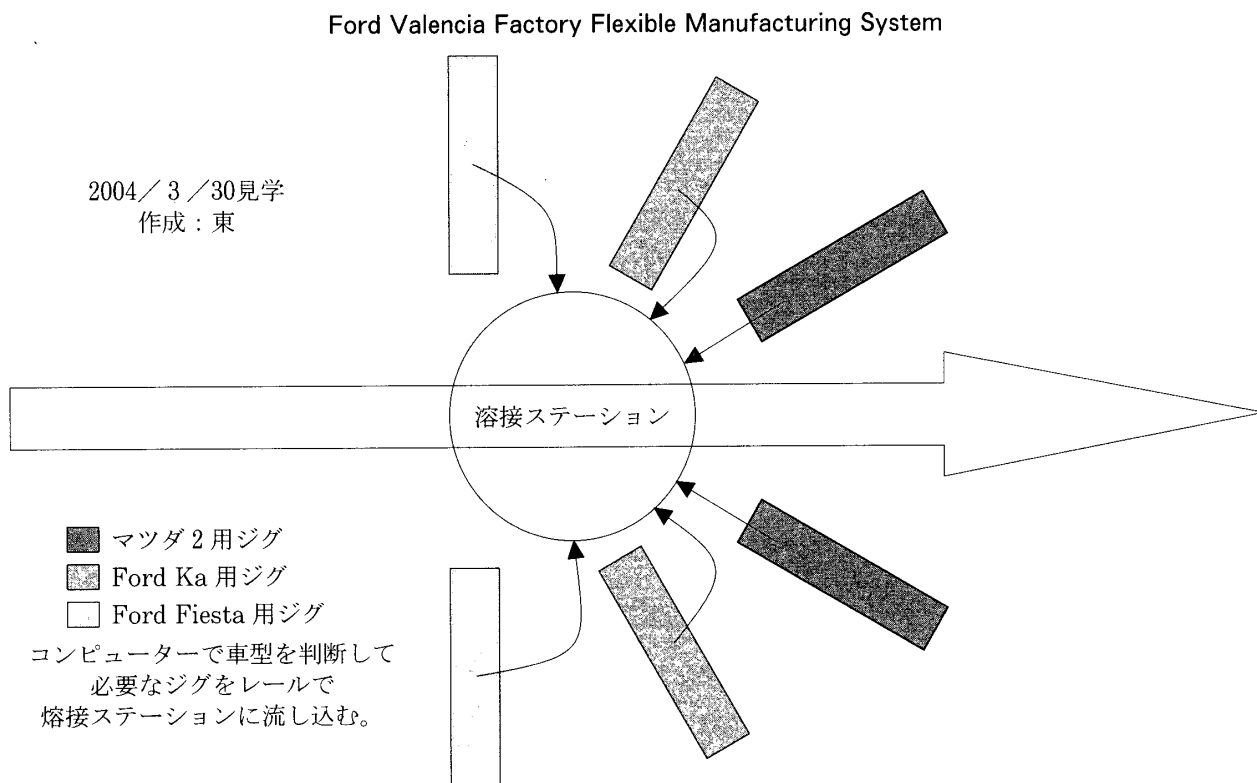 Ford Valencia Factory Flexible Manufacturing System
2004／3／30見学
作成：東
溶接ステーション
マツダ2用ジグ
Ford Ka 用ジグ
Ford Fiesta 用ジグ
コンピューターで車型を判断して
必要なジグをレールで
熔接ステーションに流し込む。